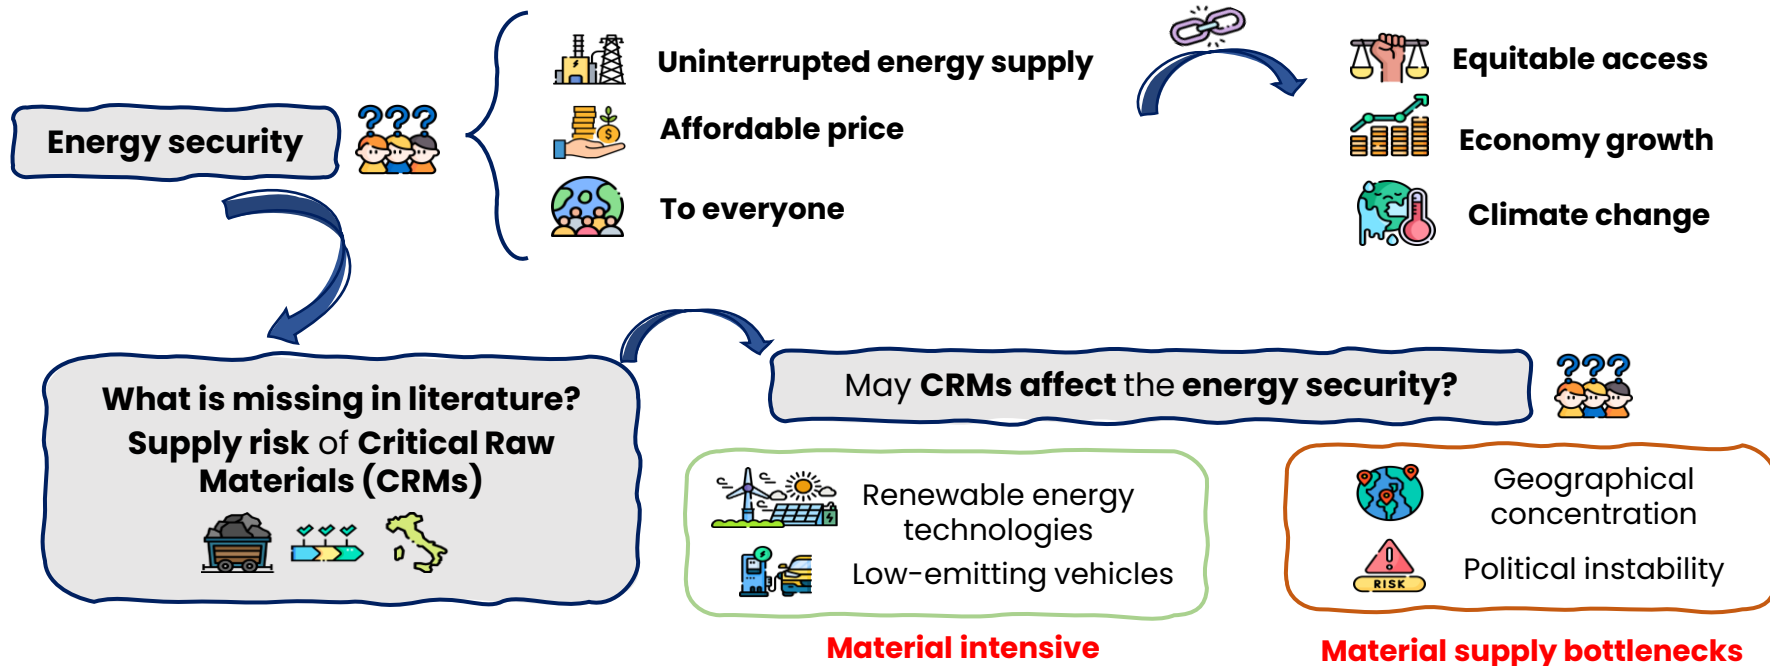 Energy security
???
Uninterrupted energy supply
Affordable price
To everyone
Equitable access
Economy growth
Climate change
What is missing in literature?
Supply risk of Critical Raw
Materials (CRMs)
May CRMs affect the energy security?
???
Renewable energy
technologies
Low-emitting vehicles
Material intensive
Geographical
concentration
RISK
Political instability
Material supply bottlenecks